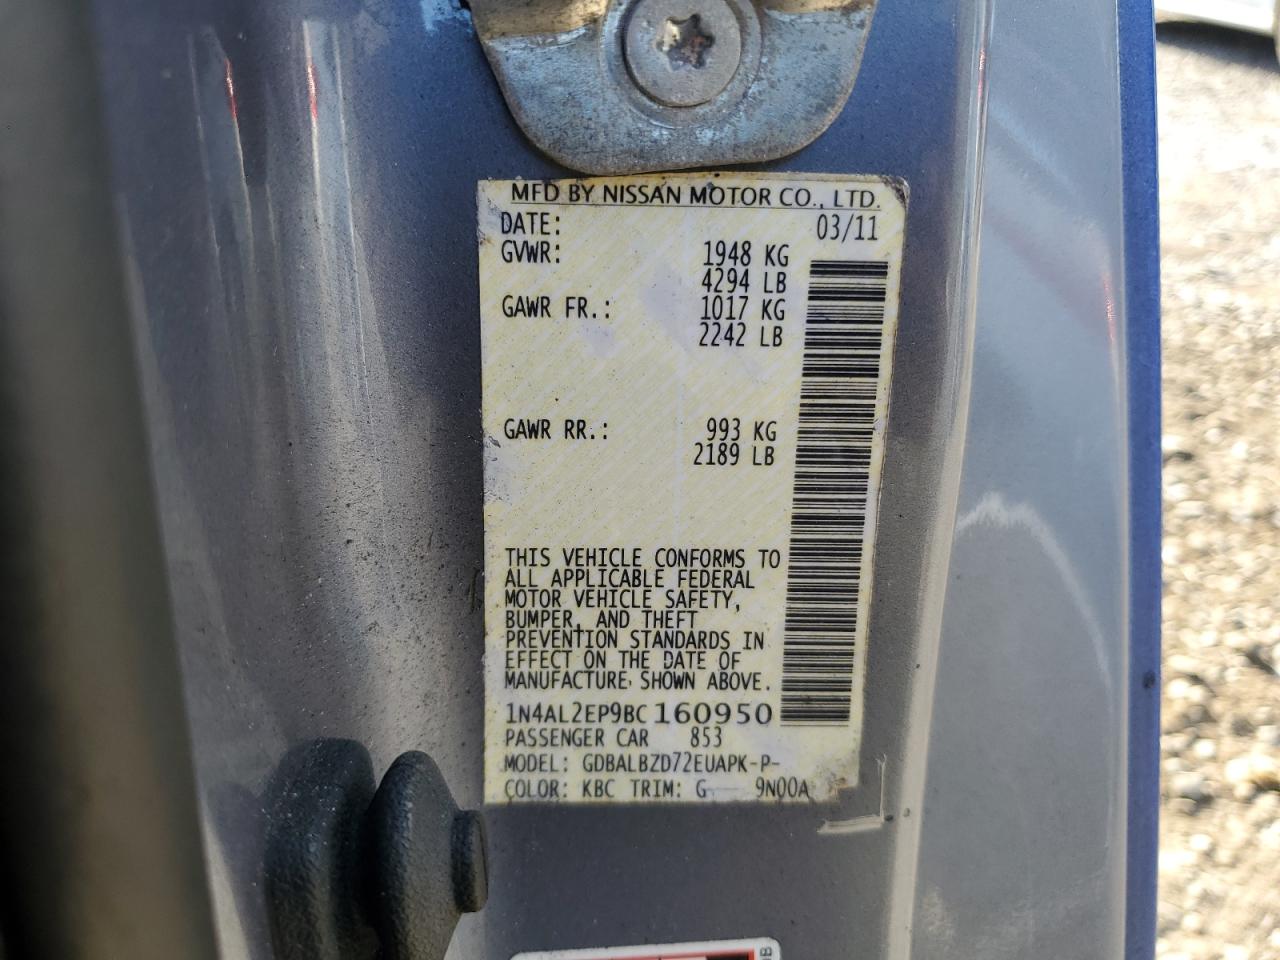 MFD BY NISSAN MOTOR CO., LTD.
DATE: 03/11
GVWR: 1948 KG
4294 LB
GAWR FR.: 1017 KG
2242 LB
GAWR RR.: 993 KG
2189 LB
THIS VEHICLE CONFORMS TO
ALL APPLICABLE FEDERAL
MOTOR VEHICLE SAFETY,
BUMPER, AND THEFT
PREVENTION STANDARDS IN
EFFECT ON THE DATE OF
MANUFACTURE SHOWN ABOVE.
1N4AL2EP9BC160950
PASSENGER CAR 853
MODEL: GDBALBZD72EUAPK-P-
COLOR: KBC TRIM: G 9N00A